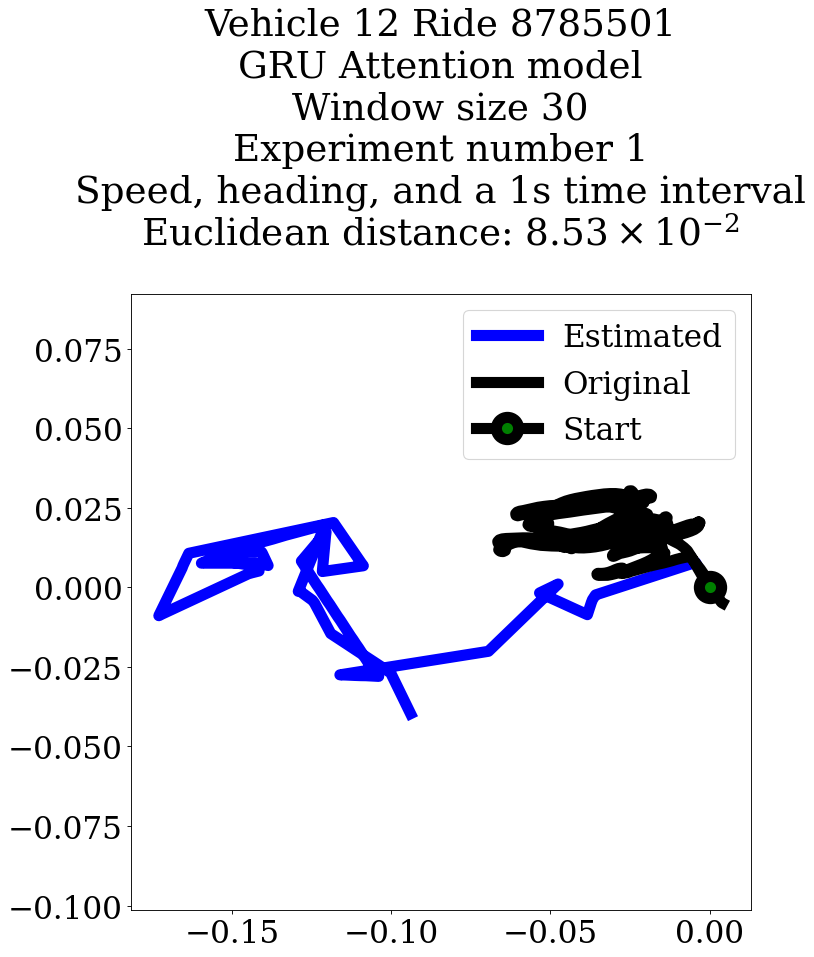 Vehicle 12 Ride 8785501
GRU Attention model
Window size 30
Experiment number 1
Speed, heading, and a 1s time interval
Euclidean distance: 8.53 × 10⁻²
Estimated
Original
Start
0.075
0.050
0.025
0.000
−0.025
−0.050
−0.075
−0.100
−0.15
−0.10
−0.05
0.00